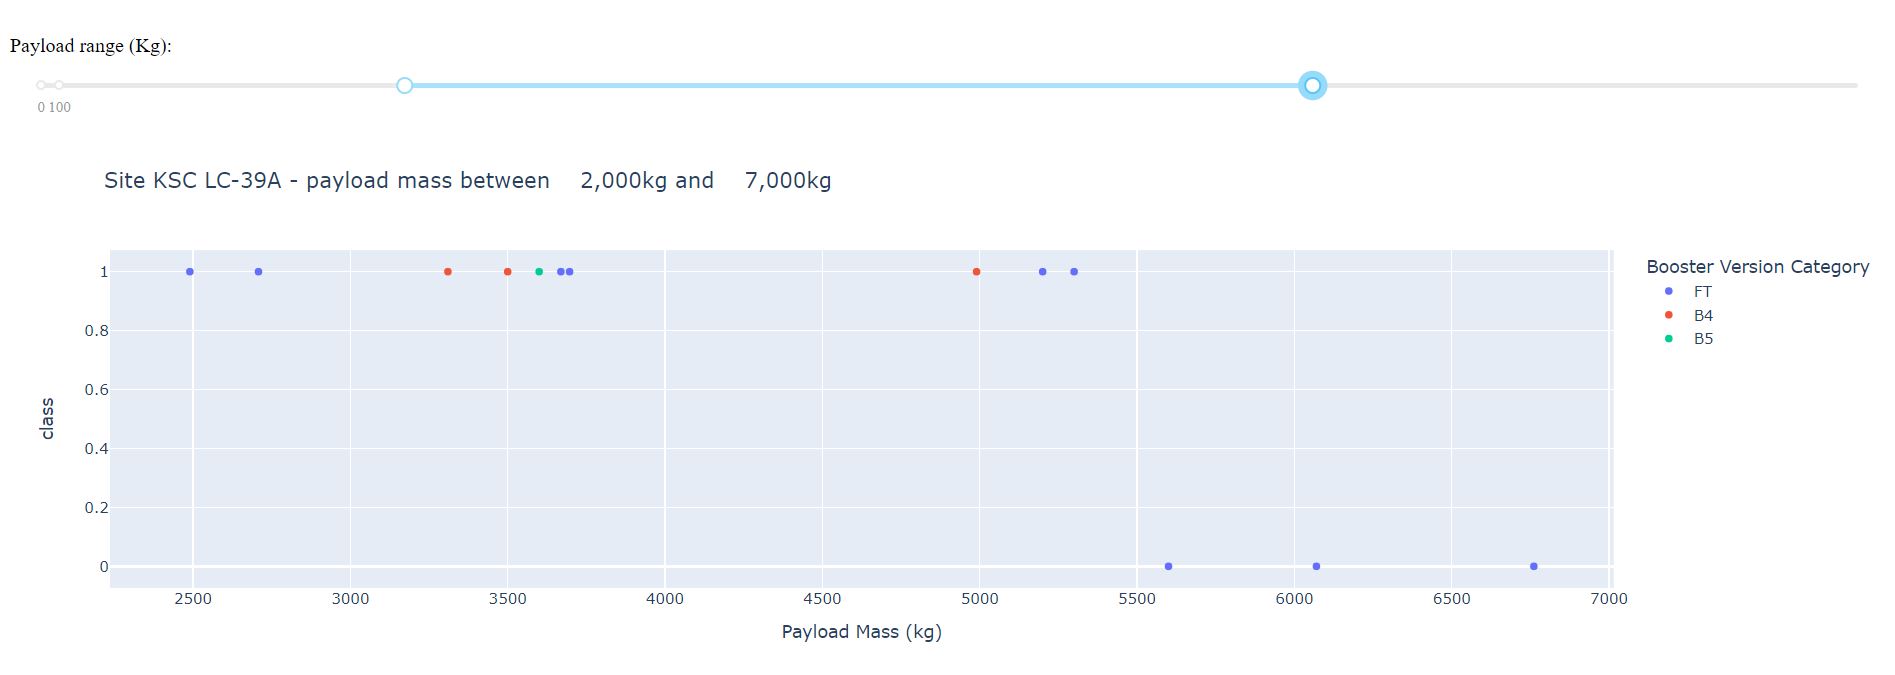 Payload range (Kg):
0 100
Site KSC LC-39A - payload mass between 2,000kg and 7,000kg
Booster Version Category
FT
B4
B5
1
0.8
0.6
0.4
0.2
0
class
2500 3000 3500 4000 4500 5000 5500 6000 6500 7000
Payload Mass (kg)